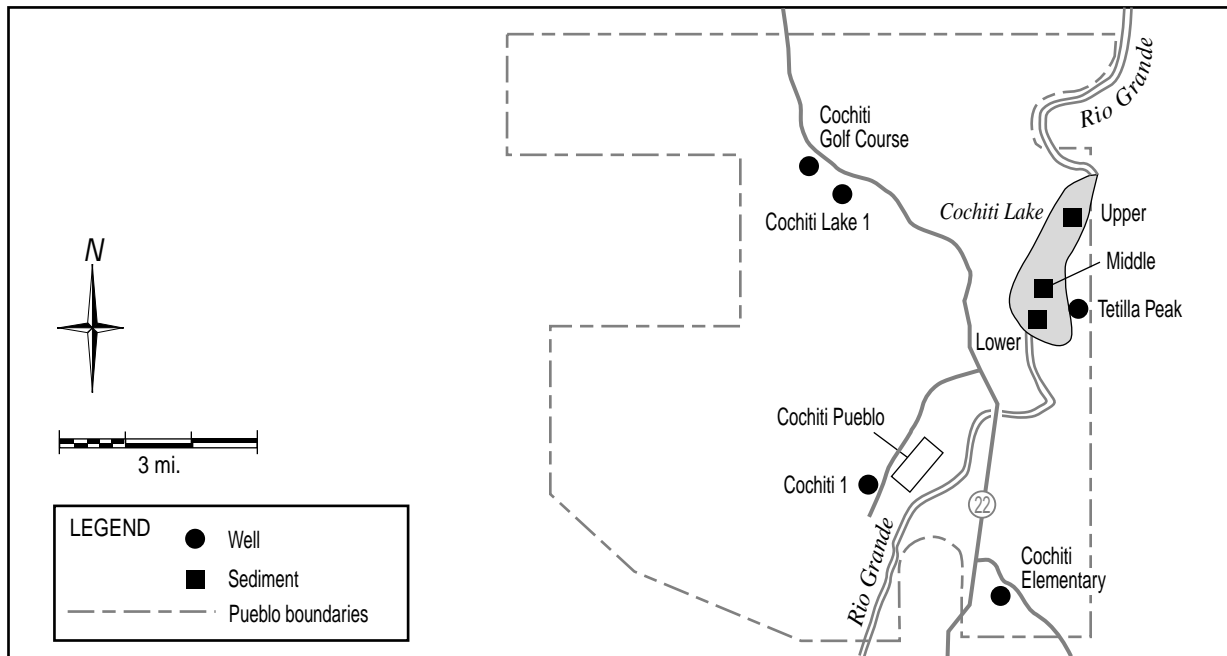 Rio Grande
Cochiti
Golf Course
Cochiti Lake 1
Cochiti Lake
Upper
Middle
Tetilla Peak
Lower
N
3 mi.
Cochiti Pueblo
Cochiti 1
22
Rio Grande
Cochiti
Elementary
LEGEND
Well
Sediment
Pueblo boundaries